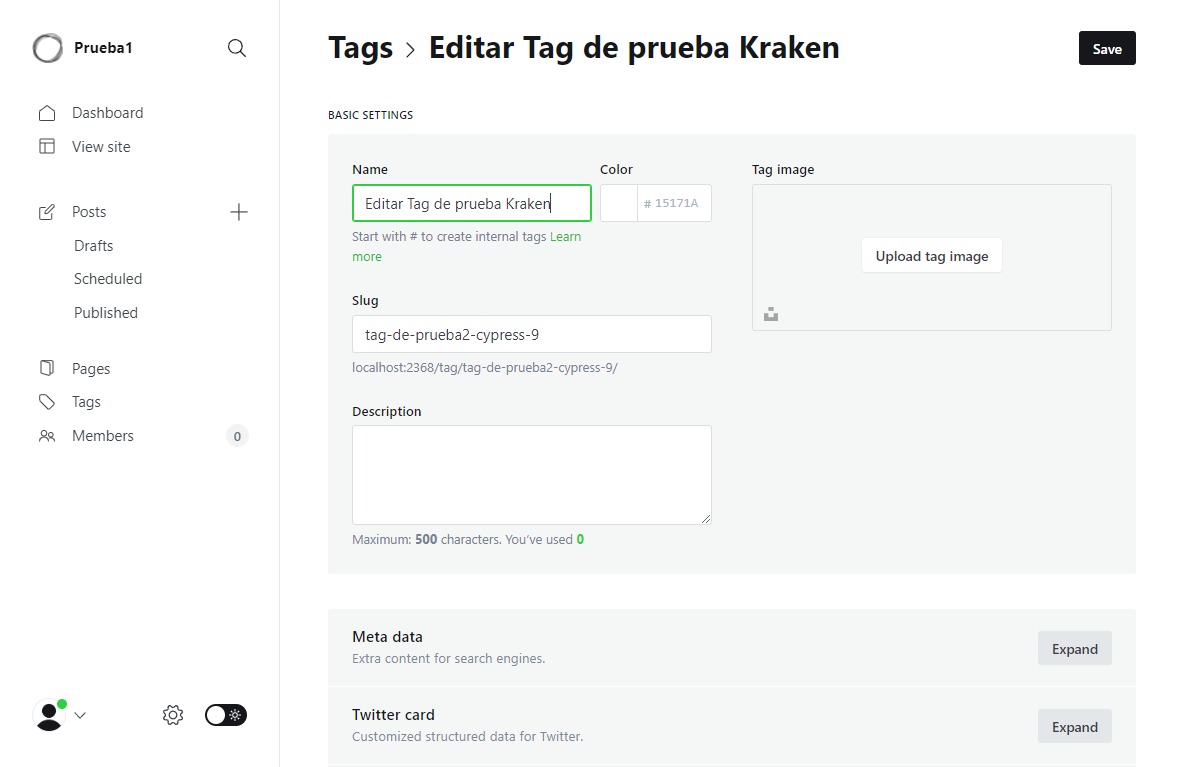 Prueba1
Dashboard
View site
Posts
Drafts
Scheduled
Published
Pages
Tags
Members
0
Tags > Editar Tag de prueba Kraken
Save
BASIC SETTINGS
Name
Editar Tag de prueba Kraken
Start with # to create internal tags Learn
more
Color
# 15171A
Slug
tag-de-prueba2-cypress-9
localhost:2368/tag/tag-de-prueba2-cypress-9/
Description
Maximum: 500 characters. You’ve used 0
Tag image
Upload tag image
Meta data
Extra content for search engines.
Expand
Twitter card
Customized structured data for Twitter.
Expand